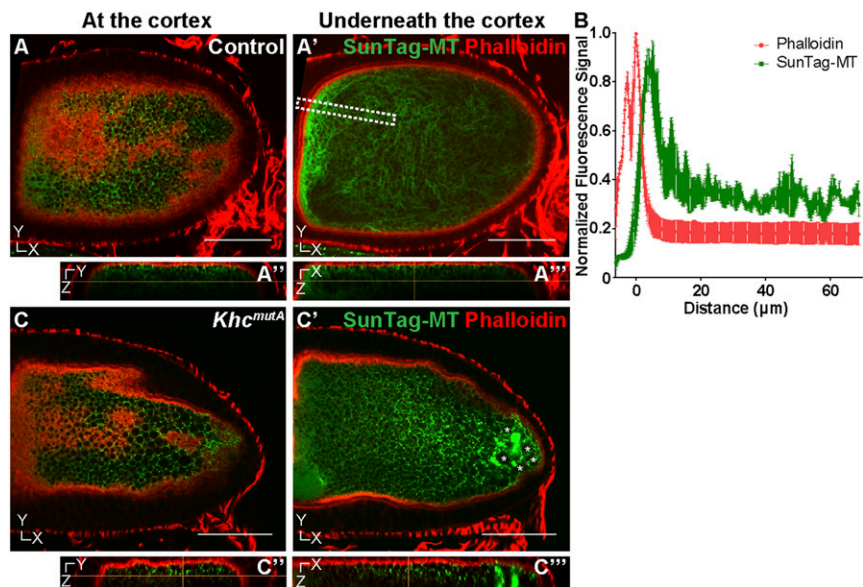 At the cortex
Underneath the cortex
A
Control
A'
SunTag-MT Phalloidin
Y
X
Y
X
Y
Z
A''
X
Z
A'''
B
Normalized Fluorescence Signal
1.0
0.8
0.6
0.4
0.2
0
0
20
40
60
Distance (µm)
Phalloidin
SunTag-MT
C
Khc^mutA
C'
SunTag-MT Phalloidin
* * * * *
Y
X
Y
X
Y
Z
C''
X
Z
C'''